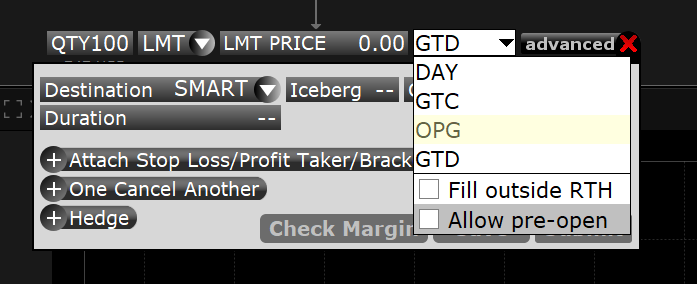 QTY100 LMT LMT PRICE 0.00 GTD advanced
Destination SMART Iceberg --
Duration --
DAY
GTC
OPG
GTD
Fill outside RTH
Allow pre-open
Attach Stop Loss/Profit Taker/Brack
One Cancel Another
Hedge
Check Margin